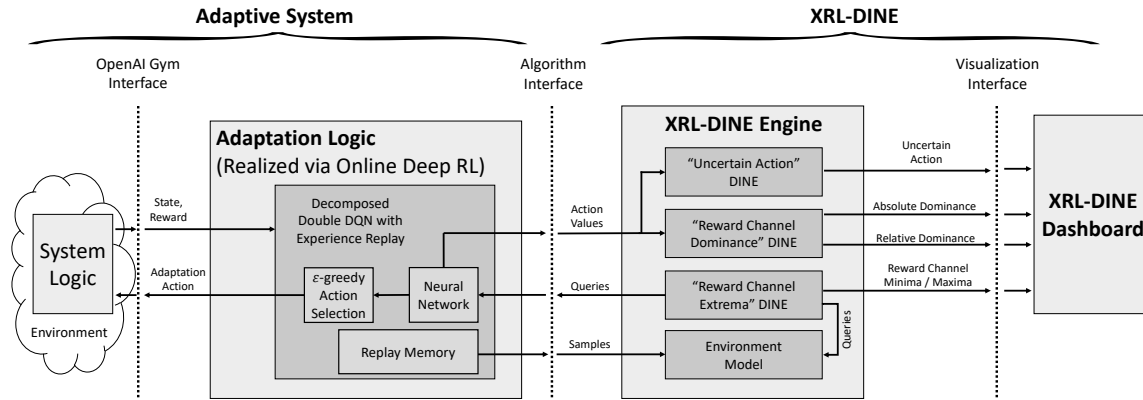 Adaptive System
XRL-DINE
OpenAI Gym
Interface
Algorithm
Interface
Visualization
Interface
Adaptation Logic
(Realized via Online Deep RL)
XRL-DINE Engine
Decomposed
Double DQN with
Experience Replay
State,
Reward
System
Logic
Environment
Adaptation
Action
ε-greedy
Action
Selection
Neural
Network
Replay Memory
Action
Values
Queries
Samples
“Uncertain Action”
DINE
“Reward Channel
Dominance” DINE
“Reward Channel
Extrema” DINE
Environment
Model
Queries
Uncertain
Action
Absolute Dominance
Relative Dominance
Reward Channel
Minima / Maxima
XRL-DINE
Dashboard